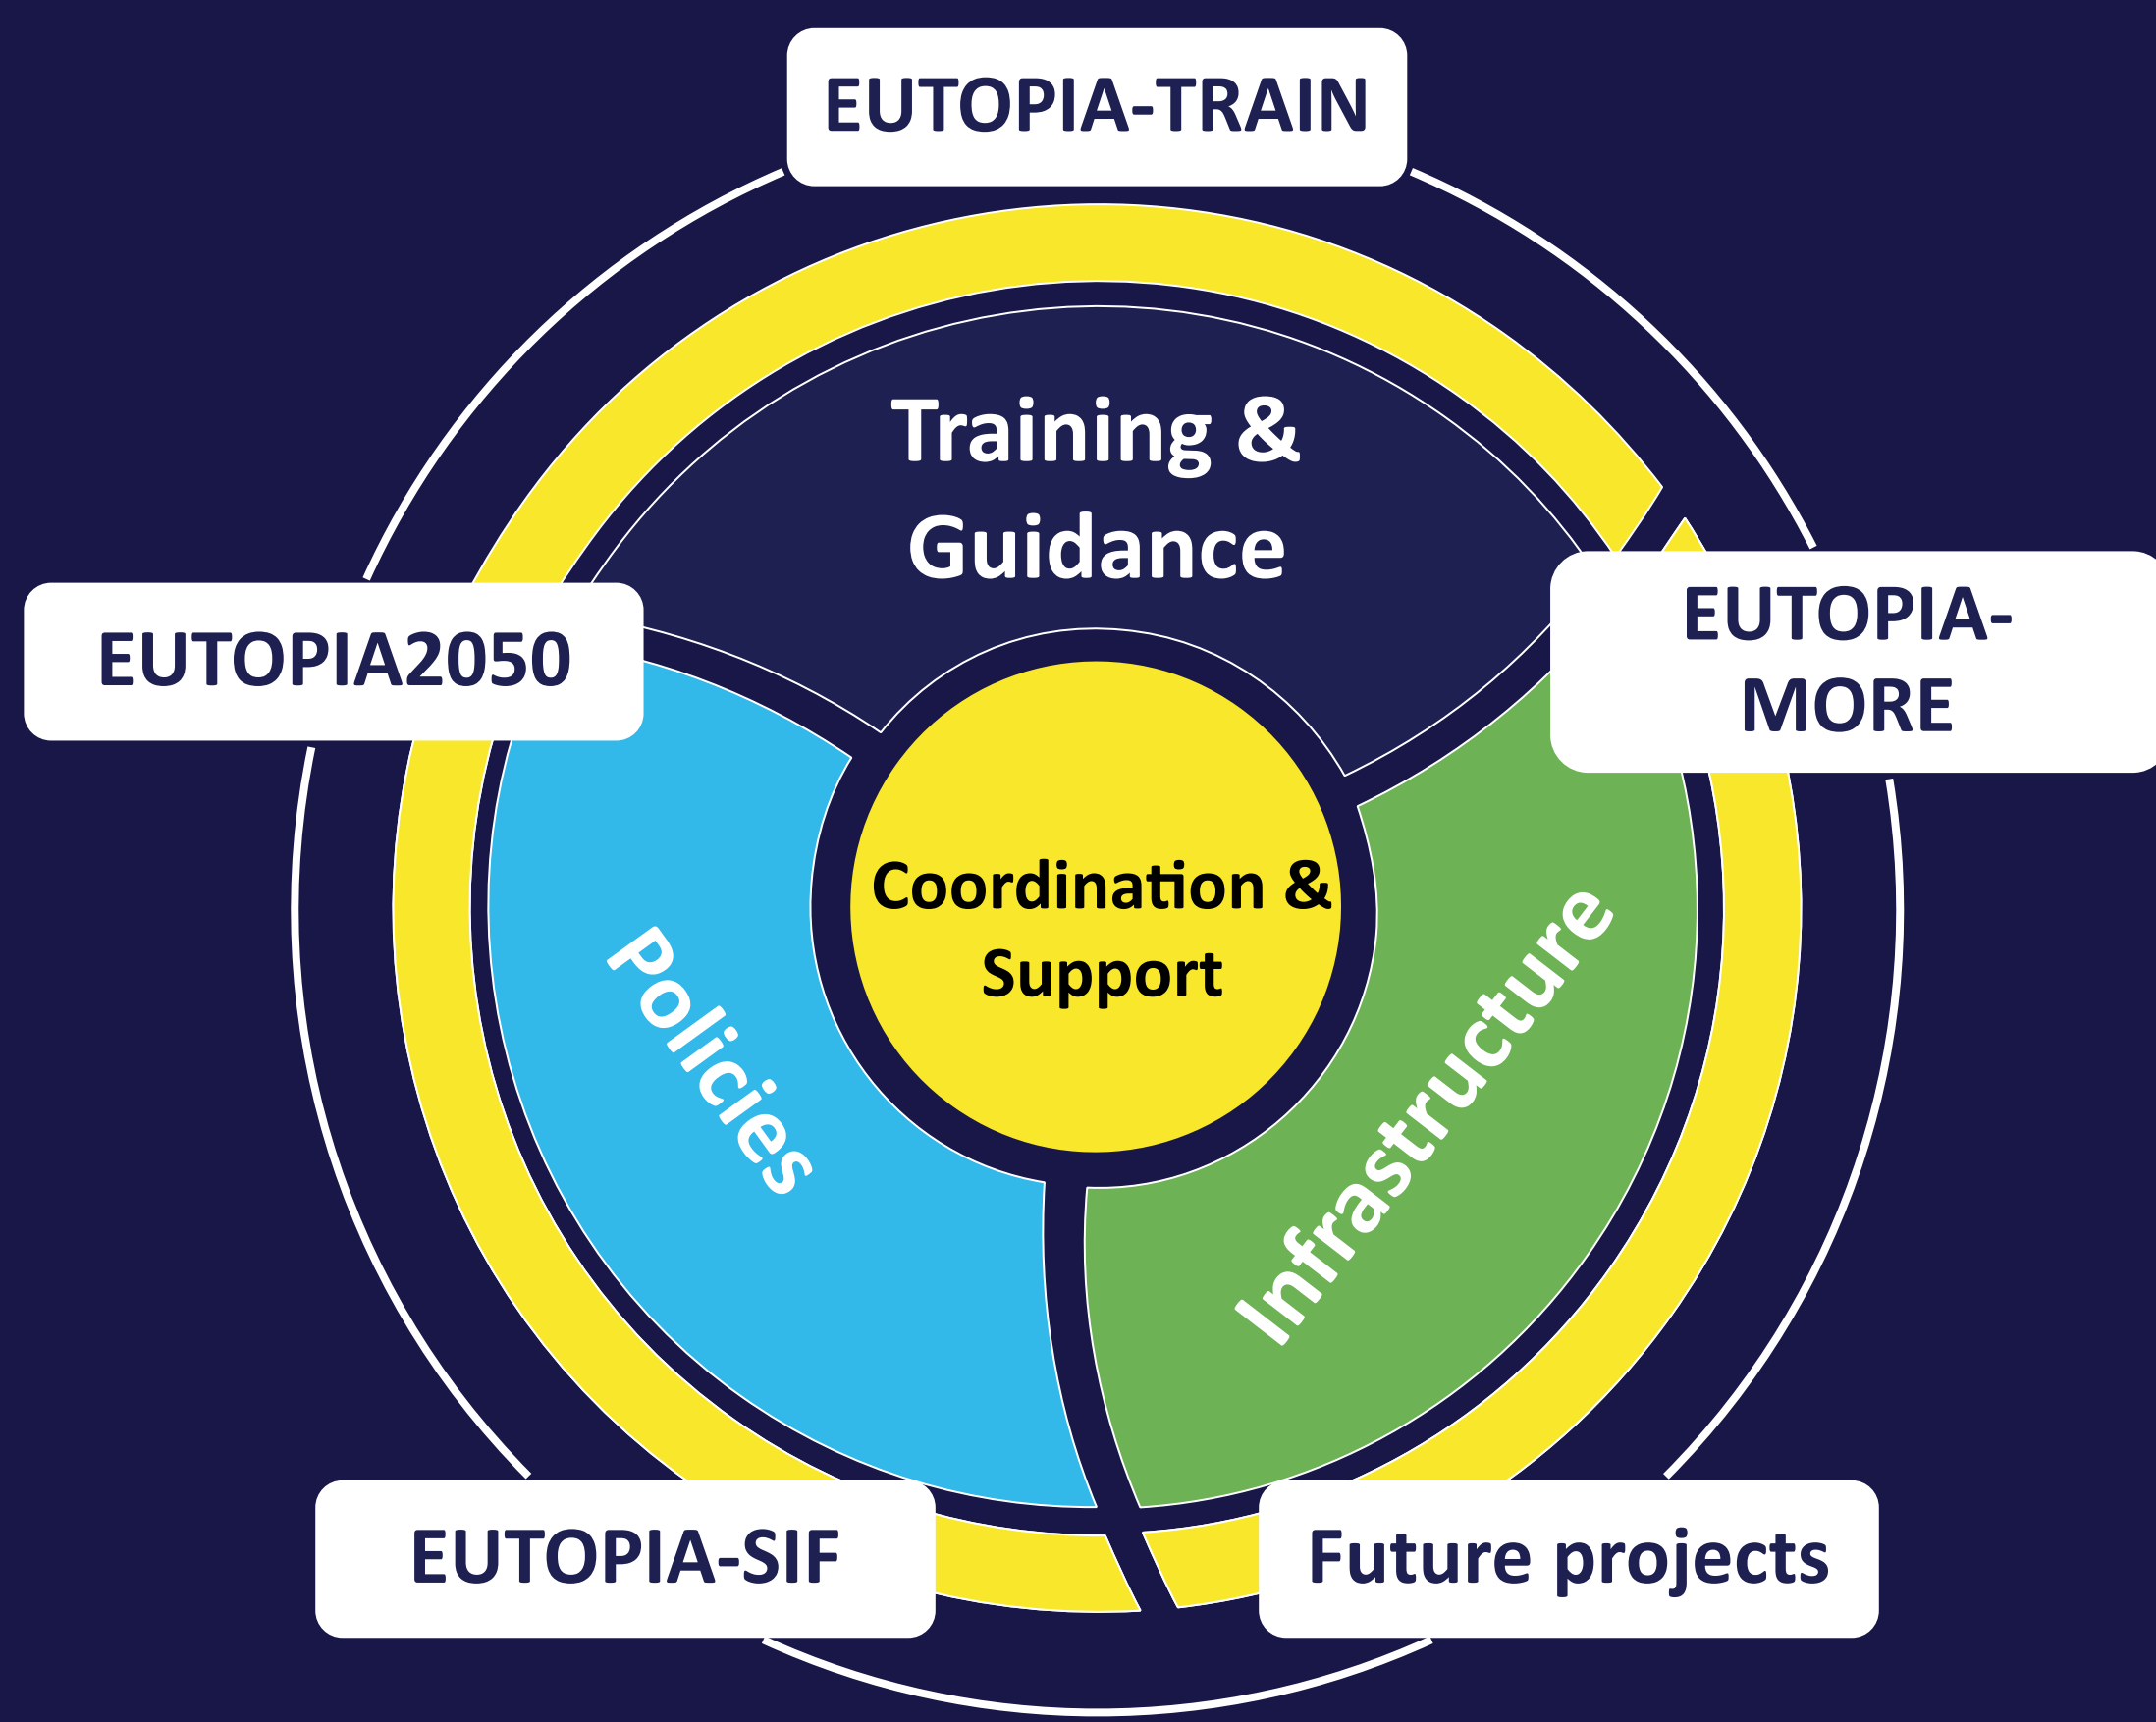 EUTOPIA-TRAIN
Training &
Guidance
EUTOPIA2050
EUTOPIA-
MORE
Coordination &
Support
Policies
Infrastructure
EUTOPIA-SIF
Future projects